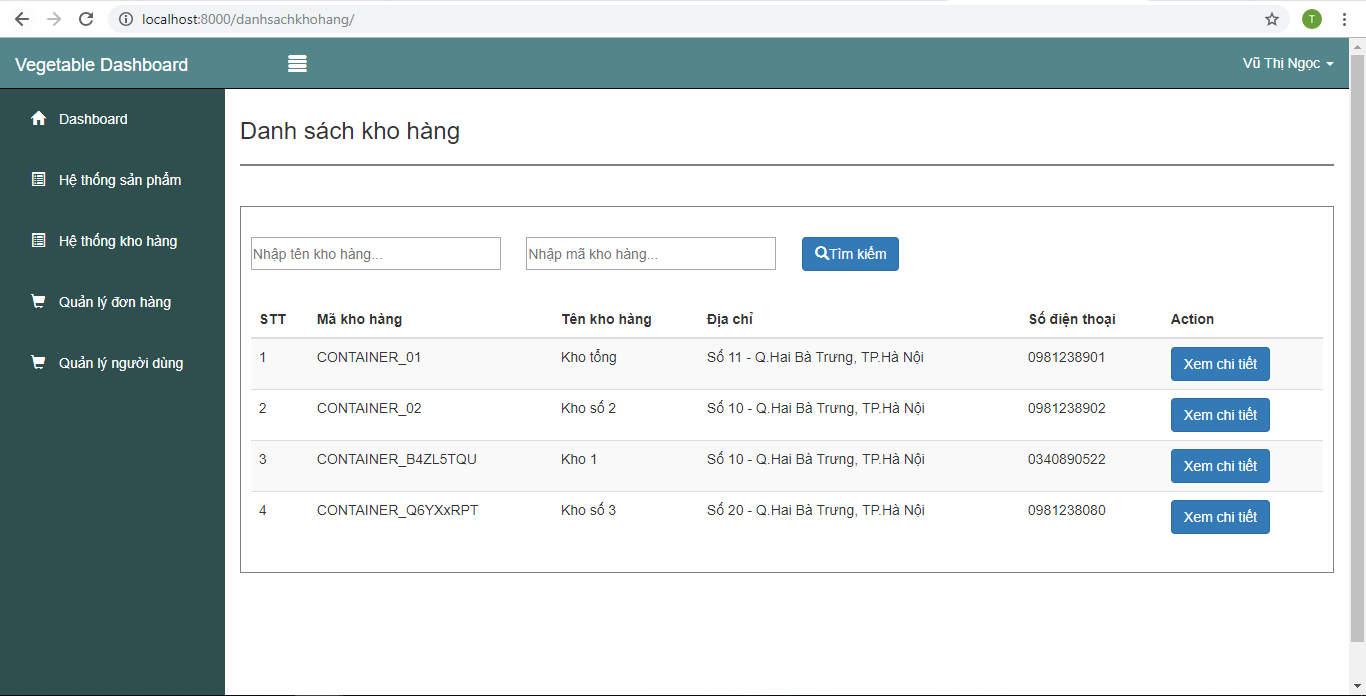 localhost:8000/danhsachkhohang/
T
Vegetable Dashboard
Vũ Thị Ngọc
Dashboard
Hệ thống sản phẩm
Hệ thống kho hàng
Quản lý đơn hàng
Quản lý người dùng
Danh sách kho hàng
Nhập tên kho hàng... Nhập mã kho hàng... Tìm kiếm
STT Mã kho hàng Tên kho hàng Địa chỉ Số điện thoại Action
1 CONTAINER_01 Kho tổng Số 11 - Q.Hai Bà Trưng, TP.Hà Nội 0981238901 Xem chi tiết
2 CONTAINER_02 Kho số 2 Số 10 - Q.Hai Bà Trưng, TP.Hà Nội 0981238902 Xem chi tiết
3 CONTAINER_B4ZL5TQU Kho 1 Số 10 - Q.Hai Bà Trưng, TP.Hà Nội 0340890522 Xem chi tiết
4 CONTAINER_Q6YXxRPT Kho số 3 Số 20 - Q.Hai Bà Trưng, TP.Hà Nội 0981238080 Xem chi tiết